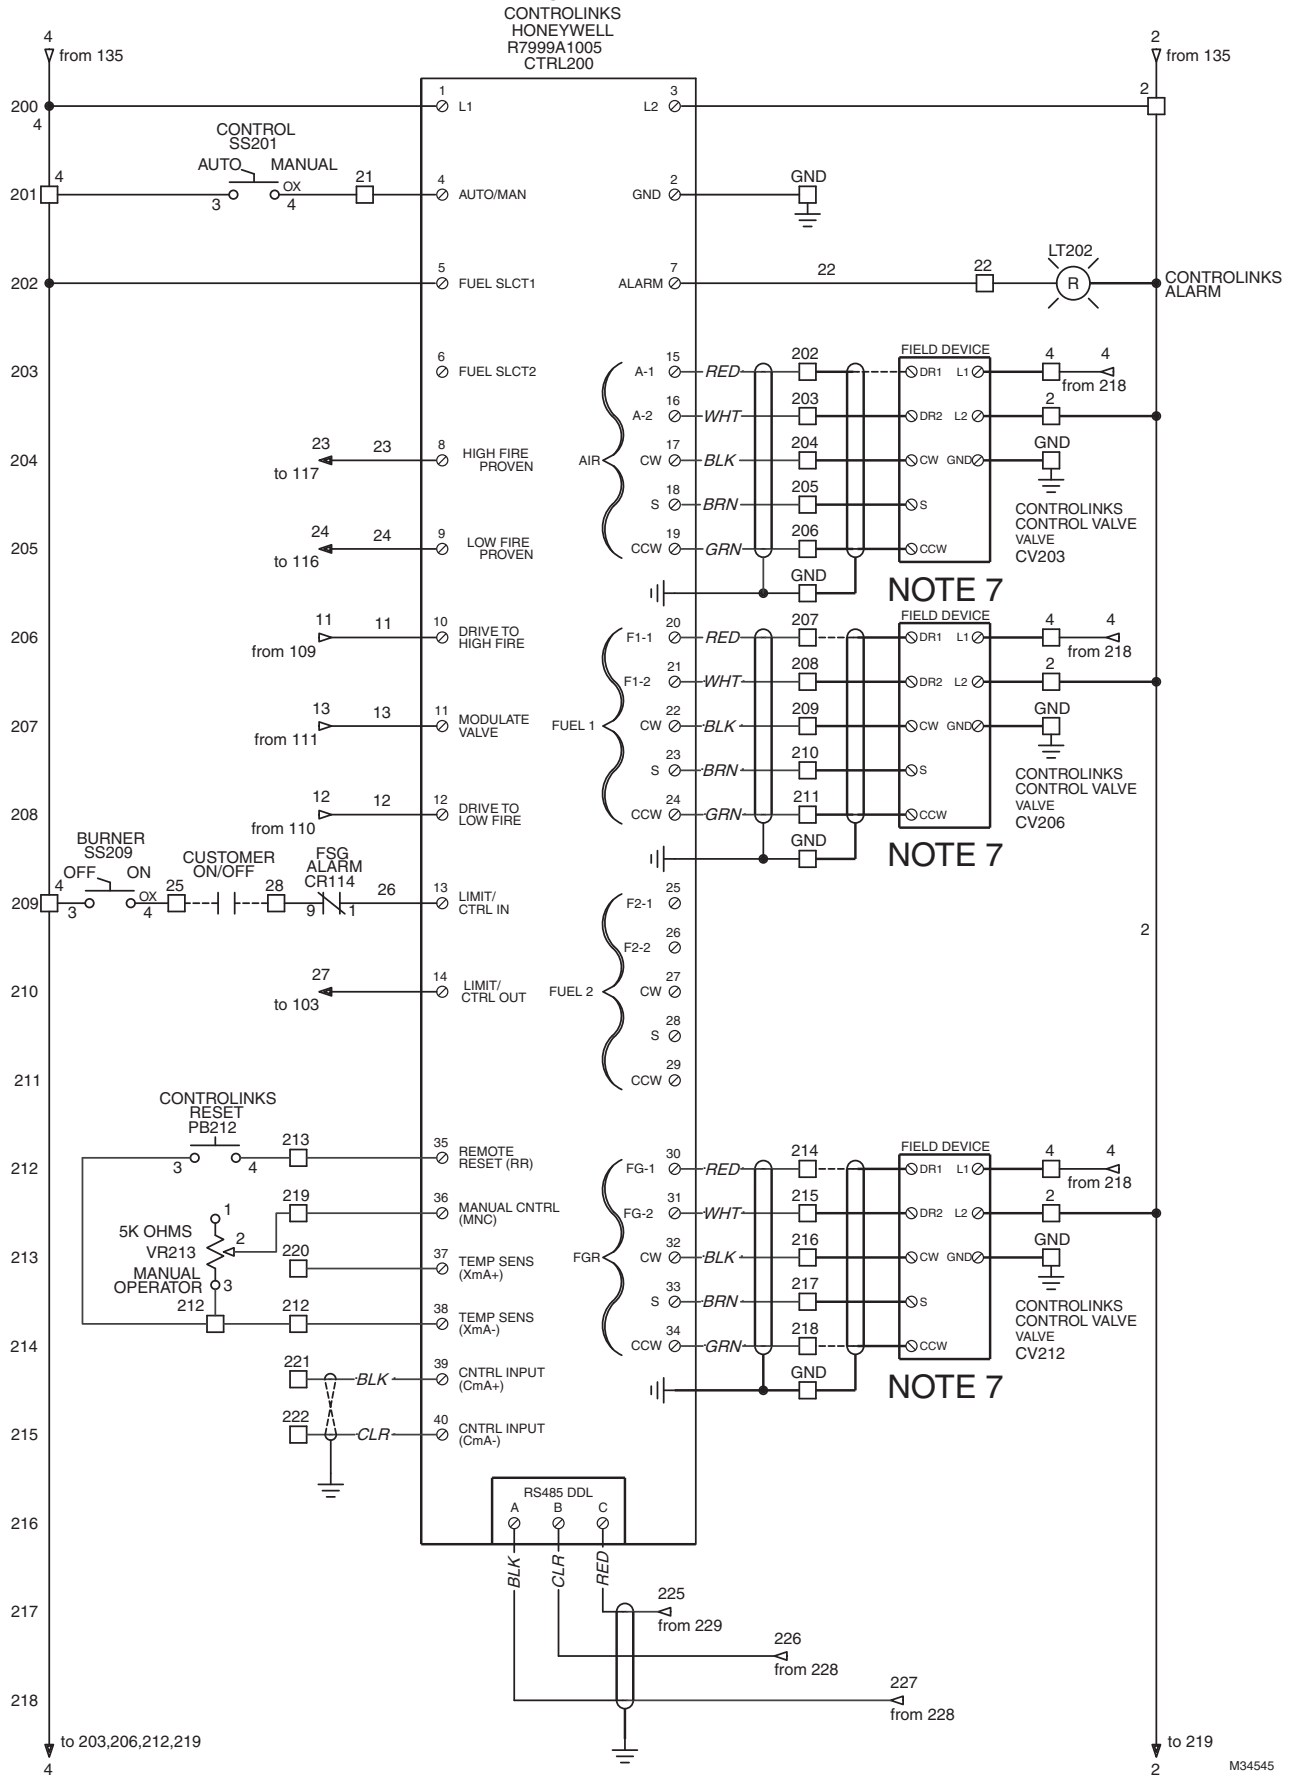 CONTROLINKS
HONEYWELL
R7999A1005
CTRL200
4
from 135
2
from 135
200
4
1
L1
3
L2
2
CONTROL
SS201
AUTO
MANUAL
OX
3
4
21
201
4
4
AUTO/MAN
2
GND
GND
202
5
FUEL SLCT1
7
ALARM
22
22
LT202
R
CONTROLINKS
ALARM
203
6
FUEL SLCT2
AIR
15
A-1
RED
202
16
A-2
WHT
203
17
CW
BLK
204
18
S
BRN
205
19
CCW
GRN
206
GND
FIELD DEVICE
DR1
L1
DR2
L2
CW
GND
S
CCW
4
4
from 218
2
GND
CONTROLINKS
CONTROL VALVE
VALVE
CV203
NOTE 7
204
23
23
to 117
8
HIGH FIRE
PROVEN
205
24
24
to 116
9
LOW FIRE
PROVEN
206
11
11
from 109
10
DRIVE TO
HIGH FIRE
FUEL 1
20
F1-1
RED
207
21
F1-2
WHT
208
22
CW
BLK
209
23
S
BRN
210
24
CCW
GRN
211
GND
FIELD DEVICE
DR1
L1
DR2
L2
CW
GND
S
CCW
4
4
from 218
2
GND
CONTROLINKS
CONTROL VALVE
VALVE
CV206
NOTE 7
207
13
13
from 111
11
MODULATE
VALVE
208
12
12
from 110
12
DRIVE TO
LOW FIRE
BURNER
SS209
OFF
ON
OX
3
4
209
4
25
CUSTOMER
ON/OFF
28
FSG
ALARM
CR114
9
1
26
13
LIMIT/
CTRL IN
FUEL 2
25
F2-1
26
F2-2
27
CW
28
S
29
CCW
2
210
27
to 103
14
LIMIT/
CTRL OUT
211
CONTROLINKS
RESET
PB212
3
4
213
35
REMOTE
RESET (RR)
212
219
36
MANUAL CNTRL
(MNC)
1
5K OHMS
VR213
2
MANUAL
OPERATOR
3
213
220
37
TEMP SENS
(XmA+)
212
212
38
TEMP SENS
(XmA-)
214
221
BLK
39
CNTRL INPUT
(CmA+)
215
222
CLR
40
CNTRL INPUT
(CmA-)
FGR
30
FG-1
RED
214
31
FG-2
WHT
215
32
CW
BLK
216
33
S
BRN
217
34
CCW
GRN
218
GND
FIELD DEVICE
DR1
L1
DR2
L2
CW
GND
S
CCW
4
4
from 218
2
GND
CONTROLINKS
CONTROL VALVE
VALVE
CV212
NOTE 7
216
RS485 DDL
A
B
C
BLK
CLR
RED
217
225
from 229
226
from 228
218
227
from 228
to 203,206,212,219
4
to 219
2
M34545